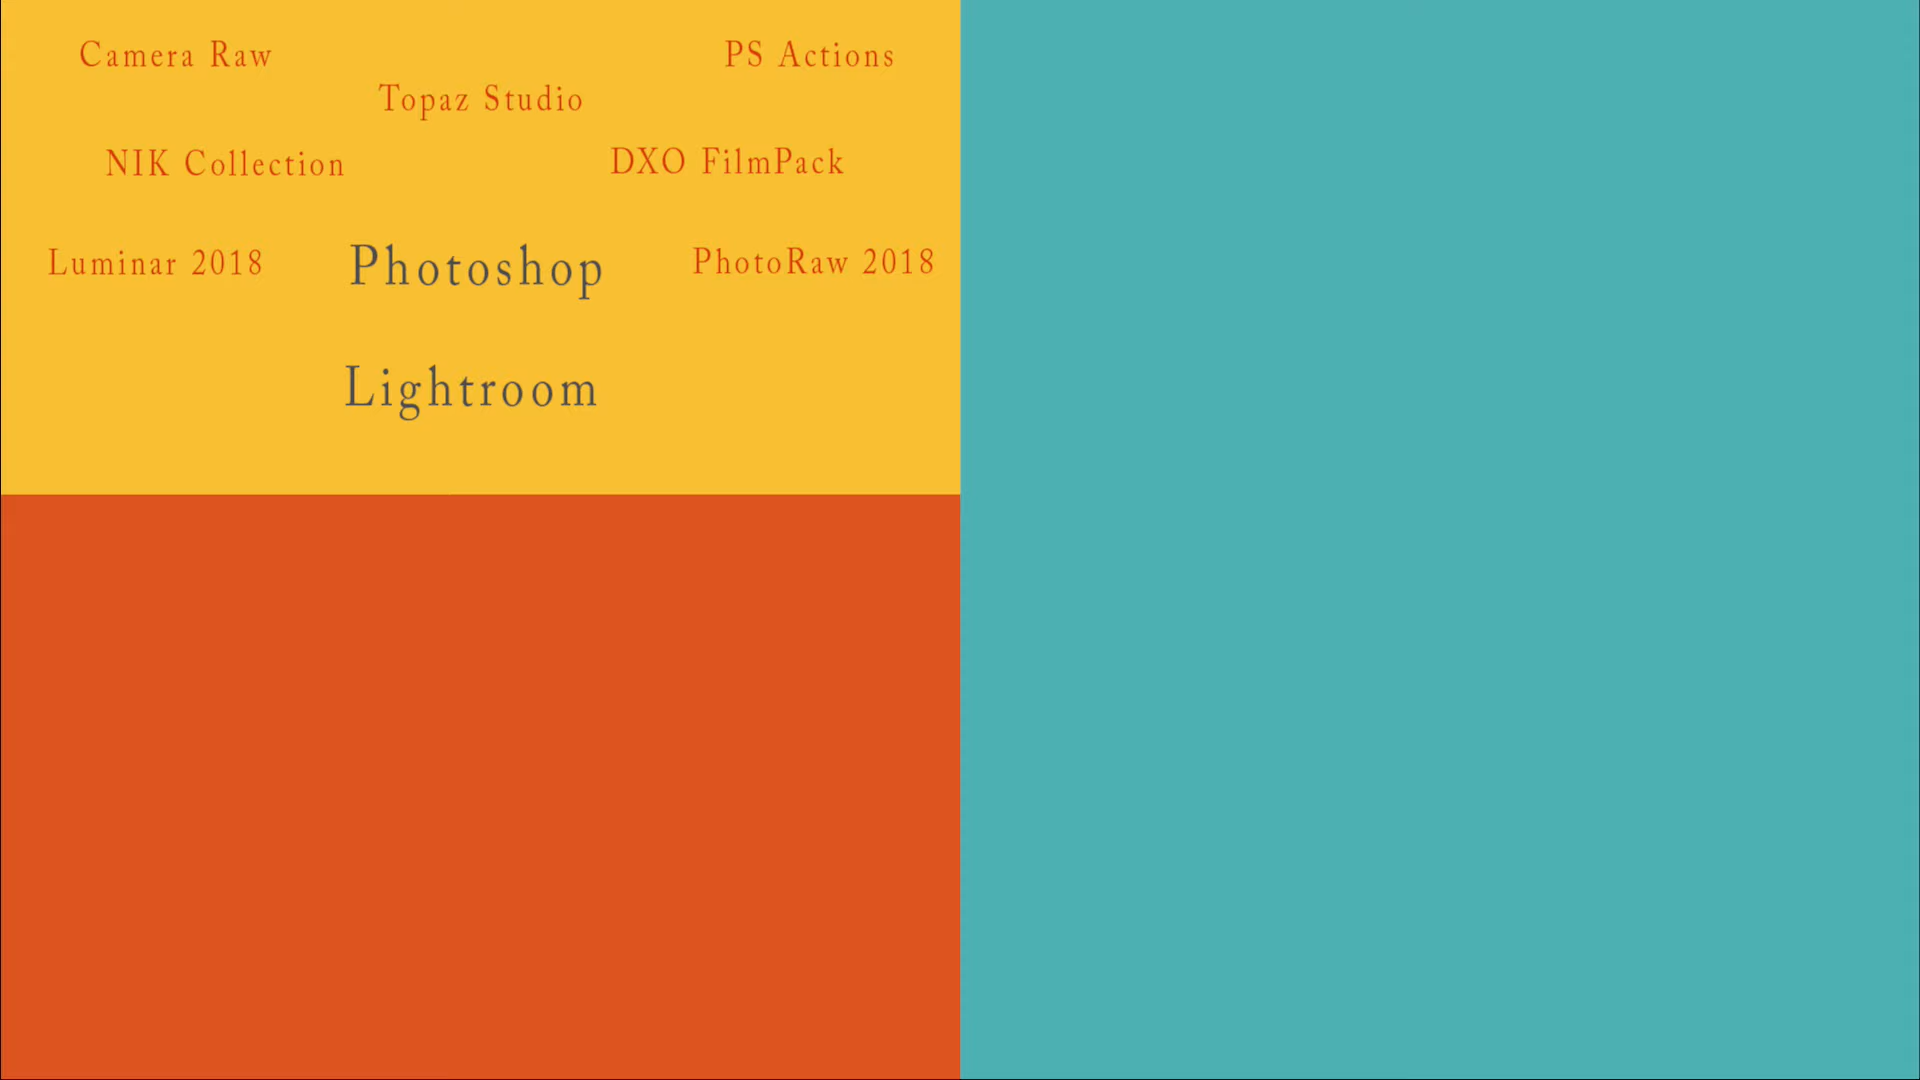 Camera Raw
PS Actions
Topaz Studio
NIK Collection
DXO FilmPack
Luminar 2018
Photoshop
PhotoRaw 2018
Lightroom